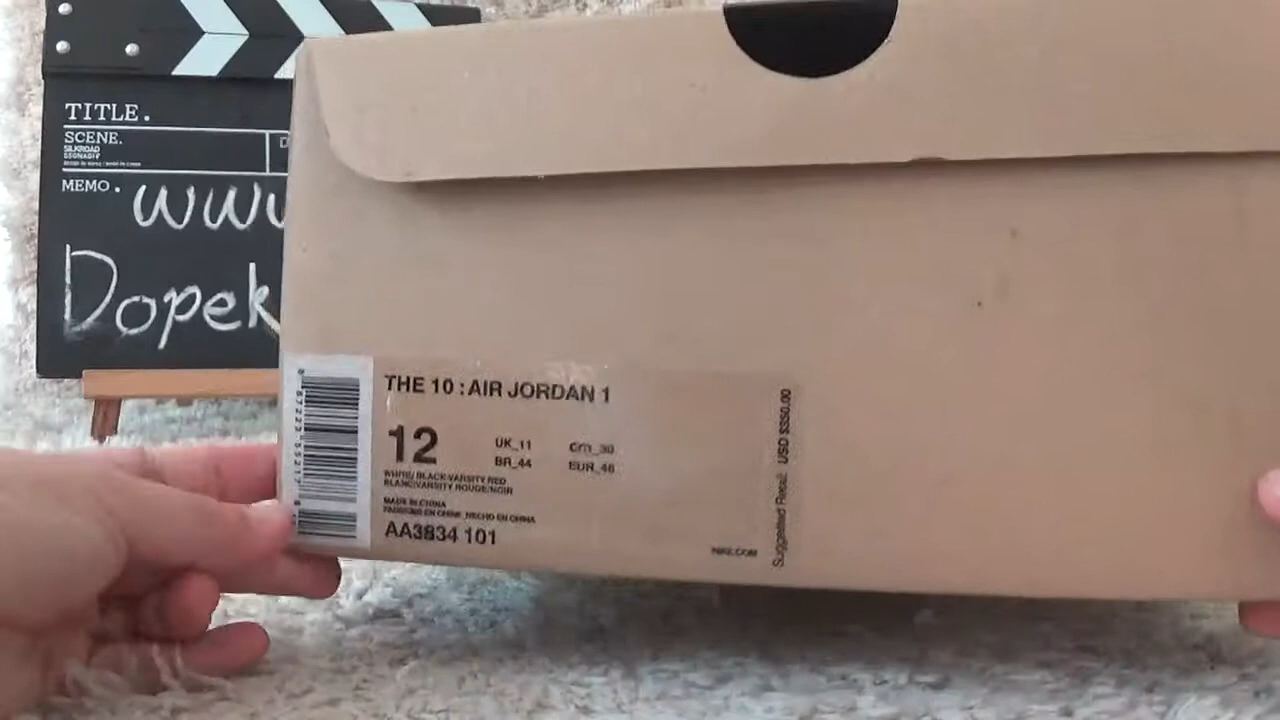 TITLE.
SCENE.
SILKROAD
D
MEMO.
www
Dopek
THE 10 : AIR JORDAN 1
12
UK_11
cm_30
BR_44
EUR_46
WHITE/ BLACK-VARSITY RED
BLANC/VARSITY ROUGE/NOIR
MADE IN CHINA
AA3834 101
NIKE.COM
Suggested Retail: USD $350.00